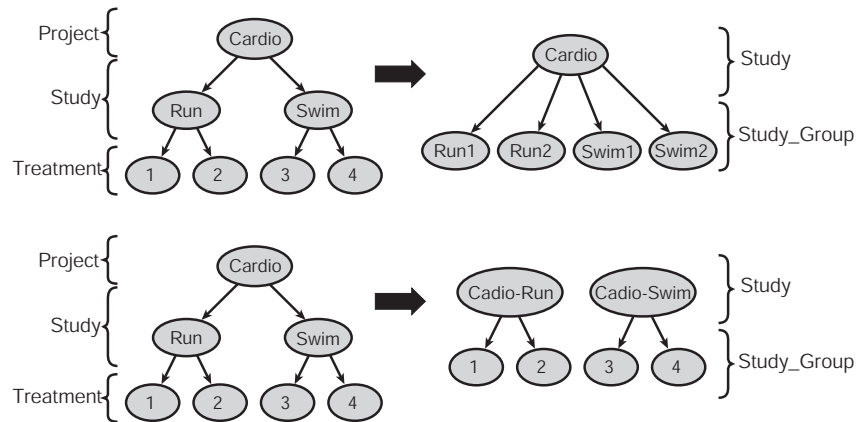 Project
Cardio
Study
Run
Swim
Treatment
1
2
3
4
Cardio
Study
Run1
Run2
Swim1
Swim2
Study_Group
Project
Cardio
Study
Run
Swim
Treatment
1
2
3
4
Cadio-Run
Cadio-Swim
Study
1
2
3
4
Study_Group